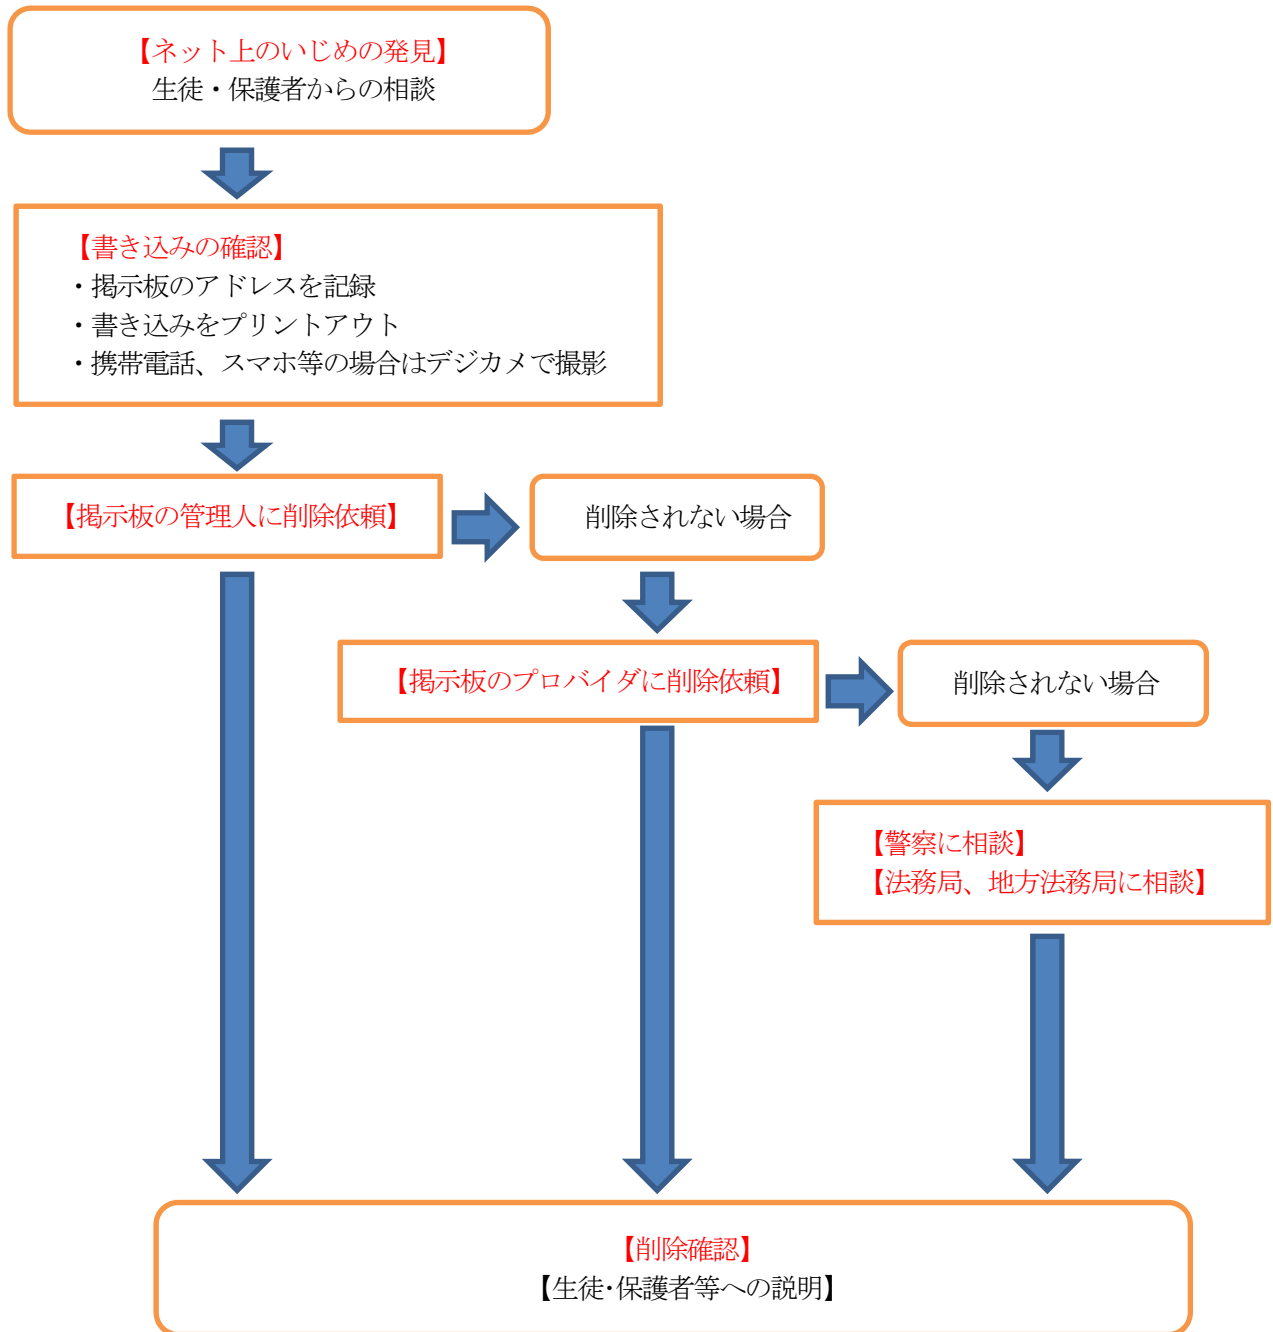 【ネット上のいじめの発見】
生徒・保護者からの相談
【書き込みの確認】
・掲示板のアドレスを記録
・書き込みをプリントアウト
・携帯電話、スマホ等の場合はデジカメで撮影
【掲示板の管理人に削除依頼】
削除されない場合
【掲示板のプロバイダに削除依頼】
削除されない場合
【警察に相談】
【法務局、地方法務局に相談】
【削除確認】
【生徒・保護者等への説明】